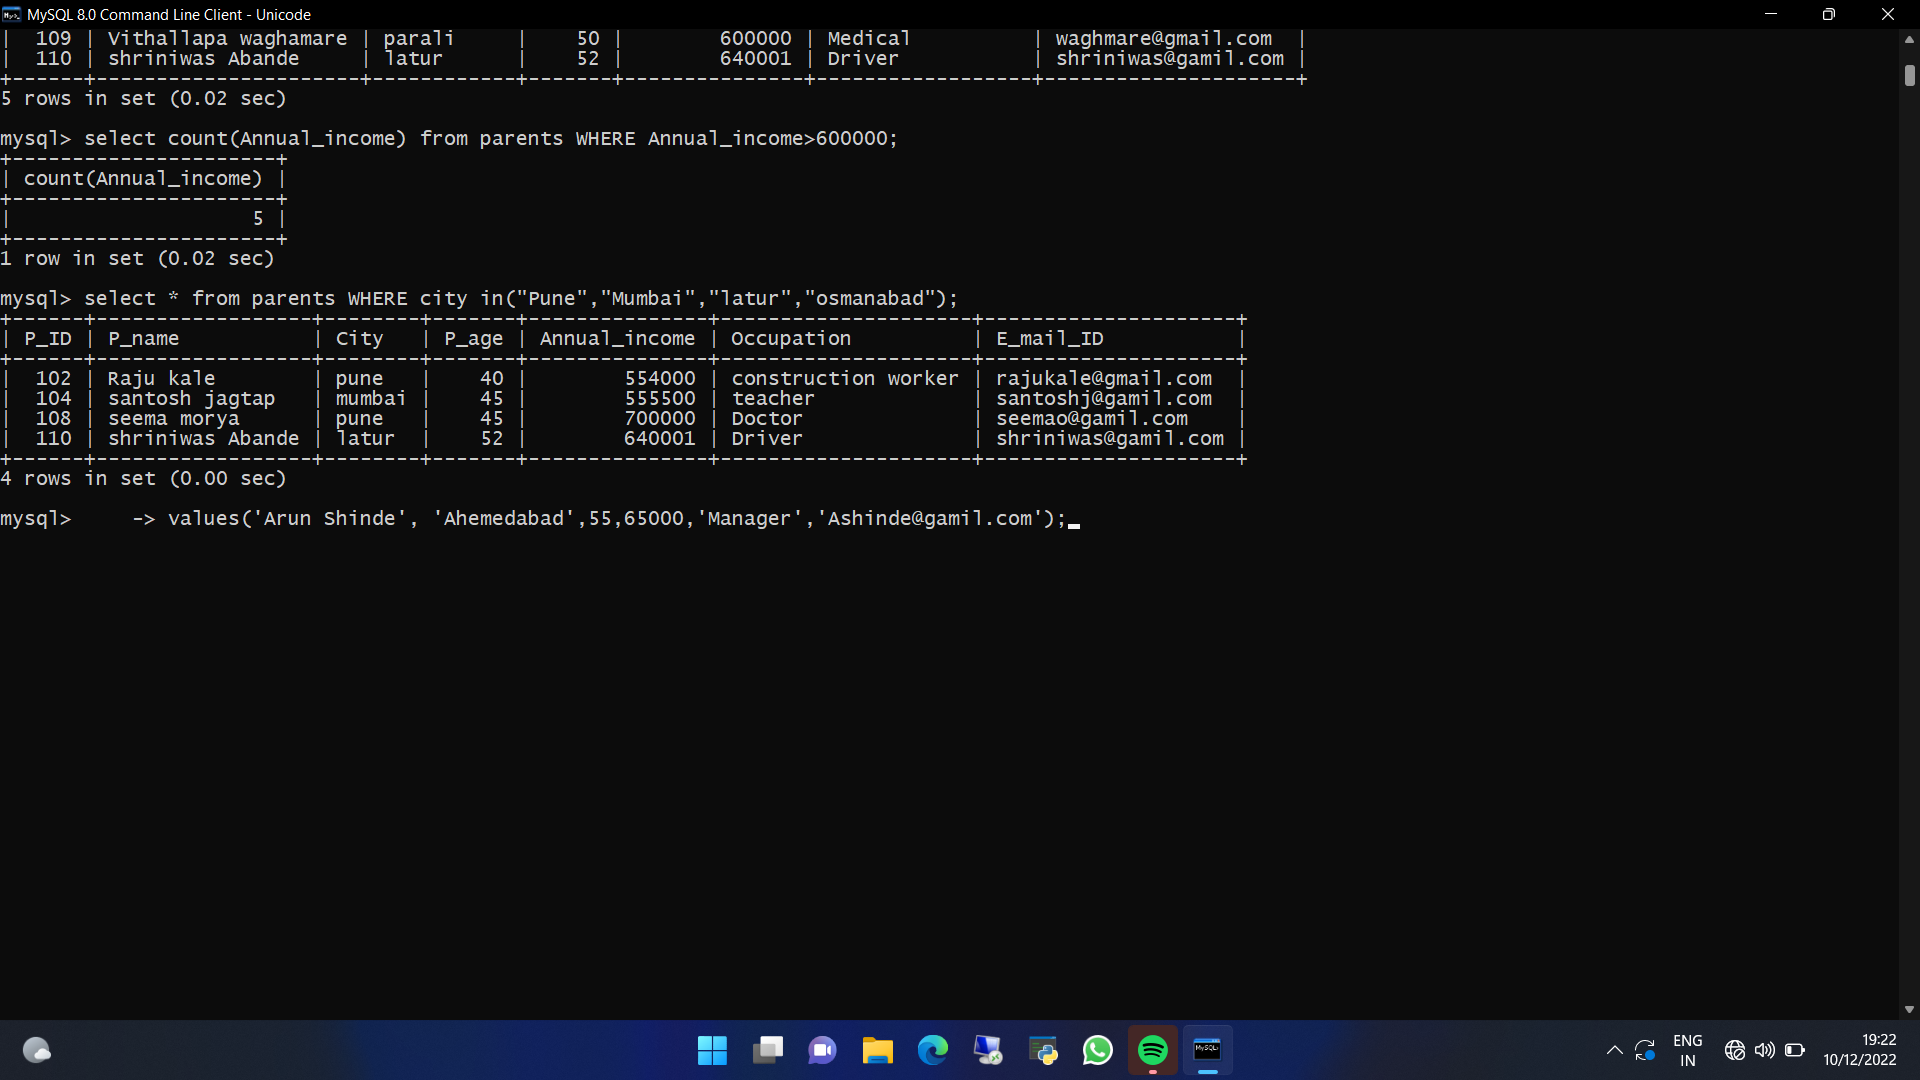 MySQL 8.0 Command Line Client - Unicode
|  109 | Vithallapa waghamare | parali     |    50 |        600000 | Medical          | waghmare@gmail.com  |
|  110 | shriniwas Abande     | latur      |    52 |        640001 | Driver           | shriniwas@gamil.com |
+------+----------------------+------------+-------+---------------+------------------+---------------------+
5 rows in set (0.02 sec)
mysql> select count(Annual_income) from parents WHERE Annual_income>600000;
+----------------------+
| count(Annual_income) |
+----------------------+
|                    5 |
+----------------------+
1 row in set (0.02 sec)
mysql> select * from parents WHERE city in("Pune","Mumbai","latur","osmanabad");
+------+------------------+--------+-------+---------------+---------------------+---------------------+
| P_ID | P_name           | City   | P_age | Annual_income | Occupation          | E_mail_ID           |
+------+------------------+--------+-------+---------------+---------------------+---------------------+
|  102 | Raju kale        | pune   |    40 |        554000 | construction worker | rajukale@gmail.com  |
|  104 | santosh jagtap   | mumbai |    45 |        555500 | teacher             | santoshj@gamil.com  |
|  108 | seema morya      | pune   |    45 |        700000 | Doctor              | seemao@gamil.com    |
|  110 | shriniwas Abande | latur  |    52 |        640001 | Driver              | shriniwas@gamil.com |
+------+------------------+--------+-------+---------------+---------------------+---------------------+
4 rows in set (0.00 sec)
mysql>     -> values('Arun Shinde', 'Ahemedabad',55,65000,'Manager','Ashinde@gamil.com');
ENG
IN
19:22
10/12/2022